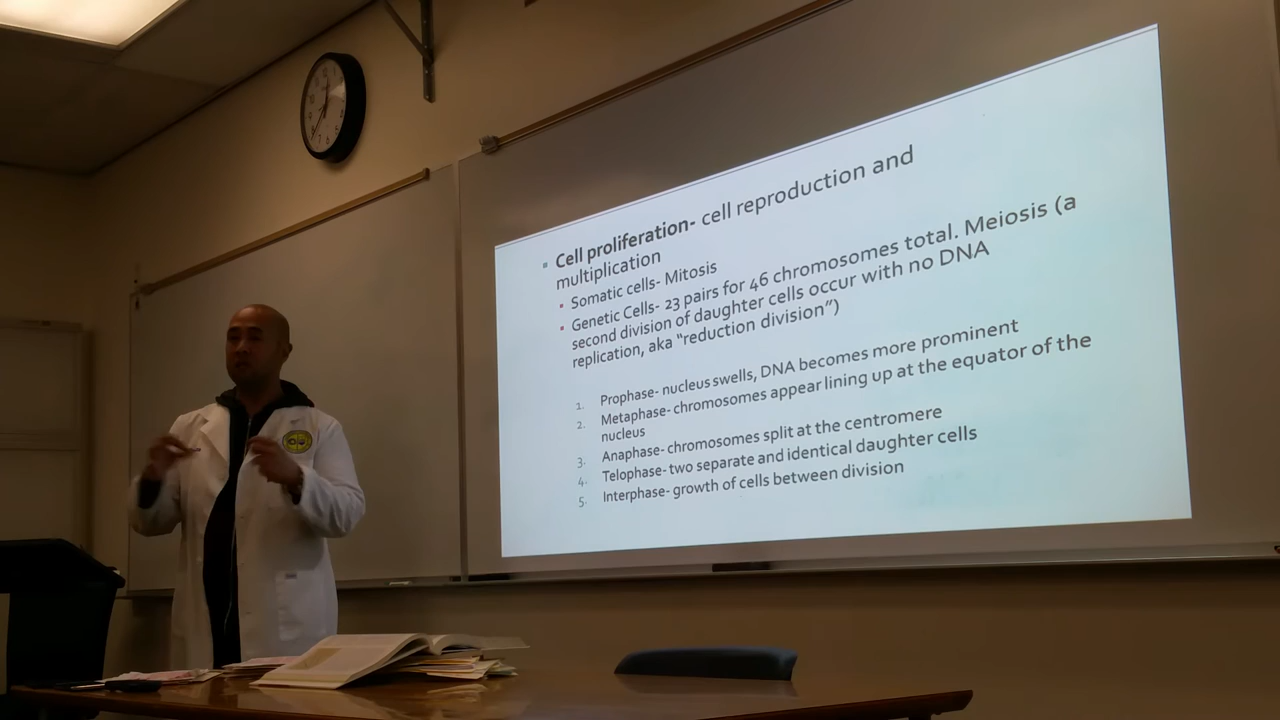 Cell proliferation- cell reproduction and
multiplication
Somatic cells- Mitosis
Genetic Cells- 23 pairs for 46 chromosomes total. Meiosis (a
second division of daughter cells occur with no DNA
replication, aka “reduction division”)
1. Prophase- nucleus swells, DNA becomes more prominent
2. Metaphase- chromosomes appear lining up at the equator of the
nucleus
3. Anaphase- chromosomes split at the centromere
4. Telophase- two separate and identical daughter cells
5. Interphase- growth of cells between division